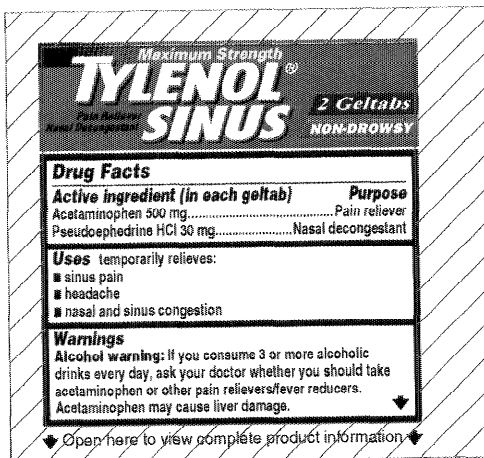 Maximum Strength
TYLENOL®
SINUS
Pain Reliever
Nasal Decongestant
2 Geltabs
NON-DROWSY
Drug Facts
Active ingredient (in each geltab) Purpose
Acetaminophen 500 mg..............................Pain reliever
Pseudoephedrine HCl 30 mg......................Nasal decongestant
Uses temporarily relieves:
■ sinus pain
■ headache
■ nasal and sinus congestion
Warnings
Alcohol warning: If you consume 3 or more alcoholic
drinks every day, ask your doctor whether you should take
acetaminophen or other pain relievers/fever reducers.
Acetaminophen may cause liver damage.
Open here to view complete product information